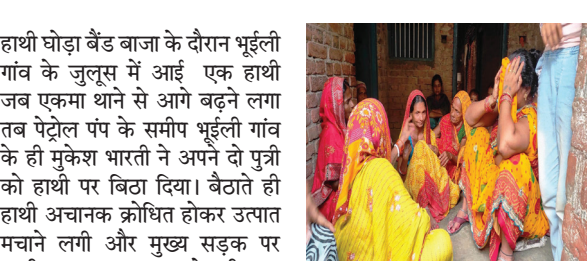 हाथी घोड़ा बैंड बाजा के दौरान भूईली
गांव के जुलूस में आई एक हाथी
जब एकमा थाने से आगे बढ़ने लगा
तब पेट्रोल पंप के समीप भूईली गांव
के ही मुकेश भारती ने अपने दो पुत्री
को हाथी पर बिठा दिया। बैठाते ही
हाथी अचानक क्रोधित होकर उत्पात
मचाने लगी और मुख्य सड़क पर